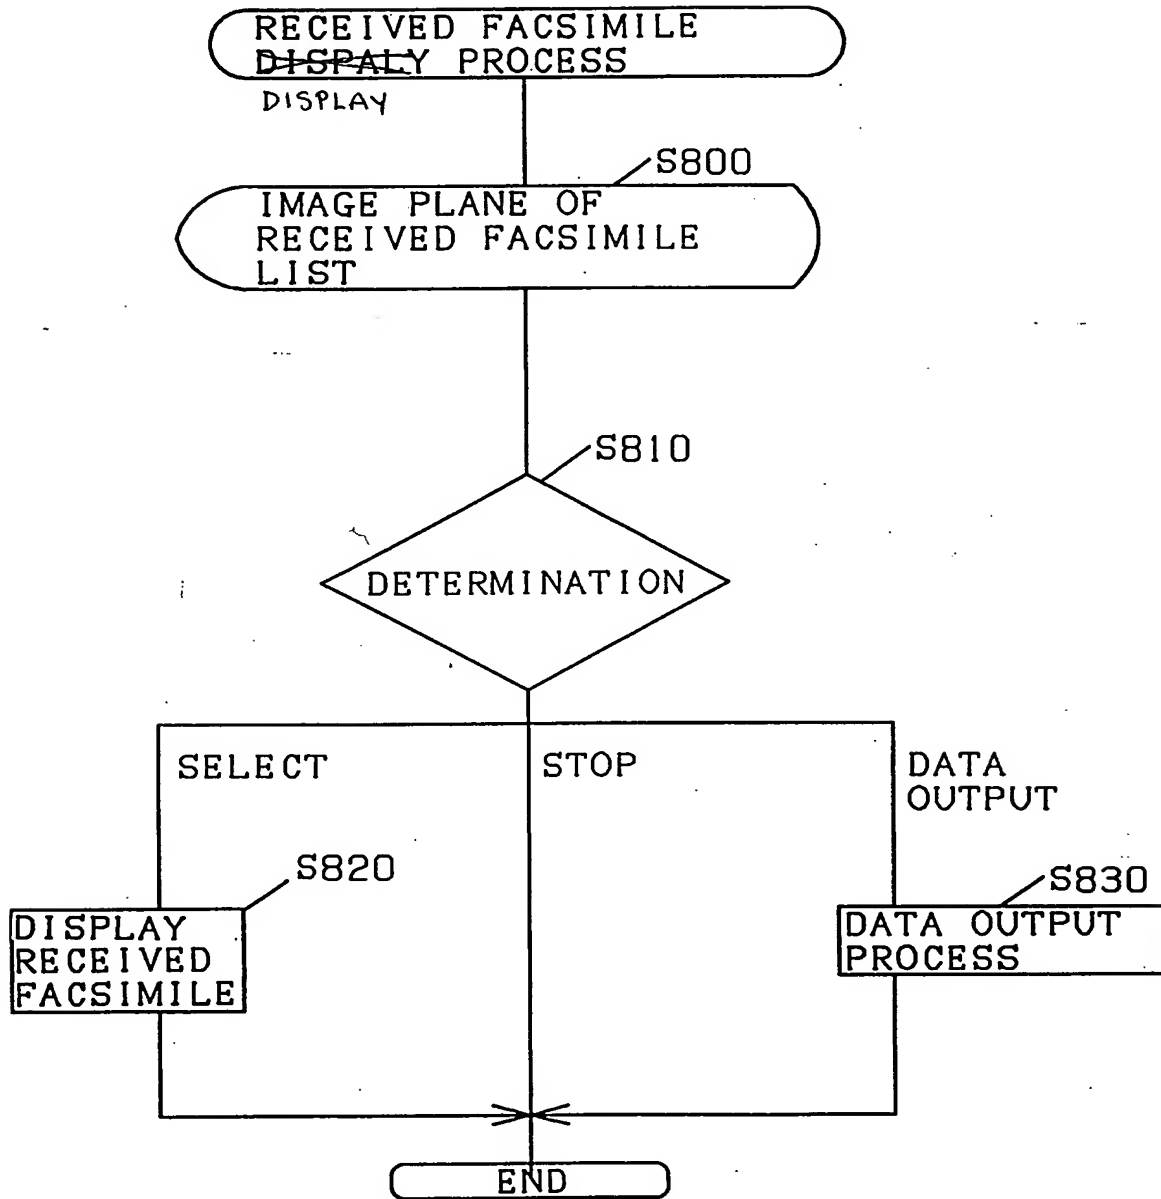 RECEIVED FACSIMILE
DISPALY PROCESS
DISPLAY
S800
IMAGE PLANE OF
RECEIVED FACSIMILE
LIST
S810
DETERMINATION
SELECT
STOP
DATA
OUTPUT
S820
DISPLAY
RECEIVED
FACSIMILE
S830
DATA OUTPUT
PROCESS
END